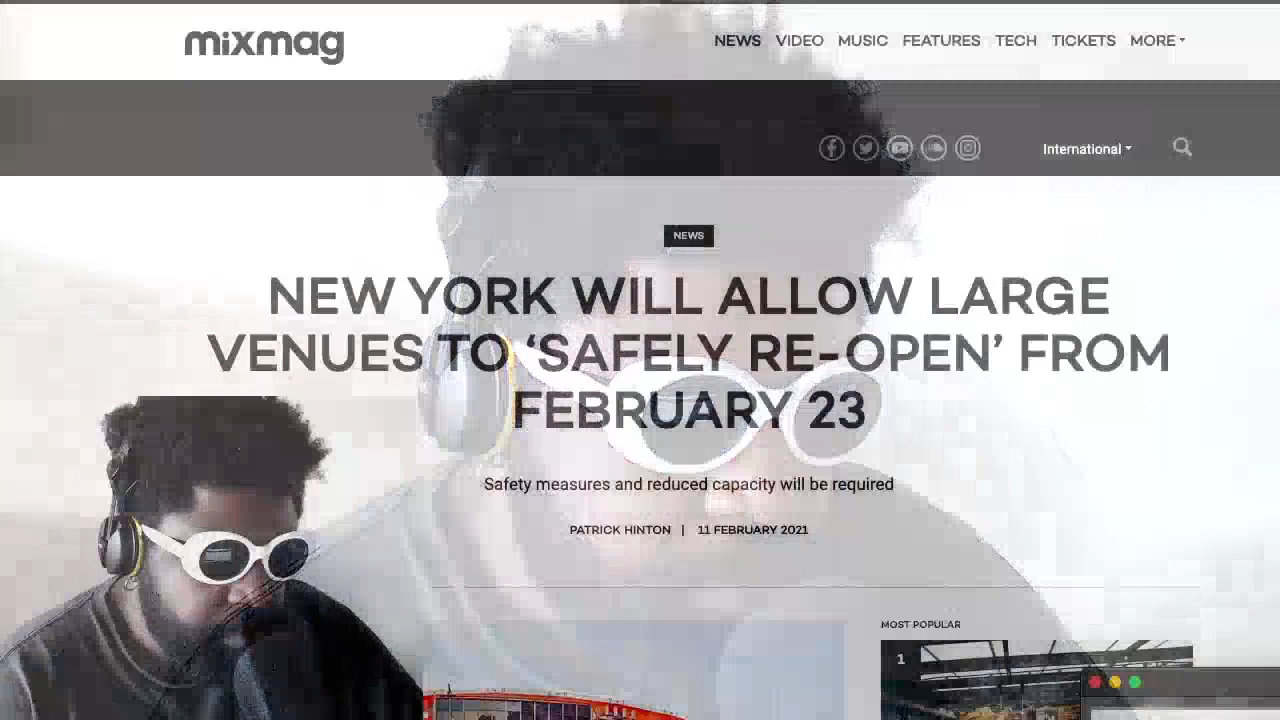 mixmag
NEWS VIDEO MUSIC FEATURES TECH TICKETS MORE
International
NEWS
NEW YORK WILL ALLOW LARGE
VENUES TO ‘SAFELY RE-OPEN’ FROM
FEBRUARY 23
Safety measures and reduced capacity will be required
PATRICK HINTON | 11 FEBRUARY 2021
MOST POPULAR
1